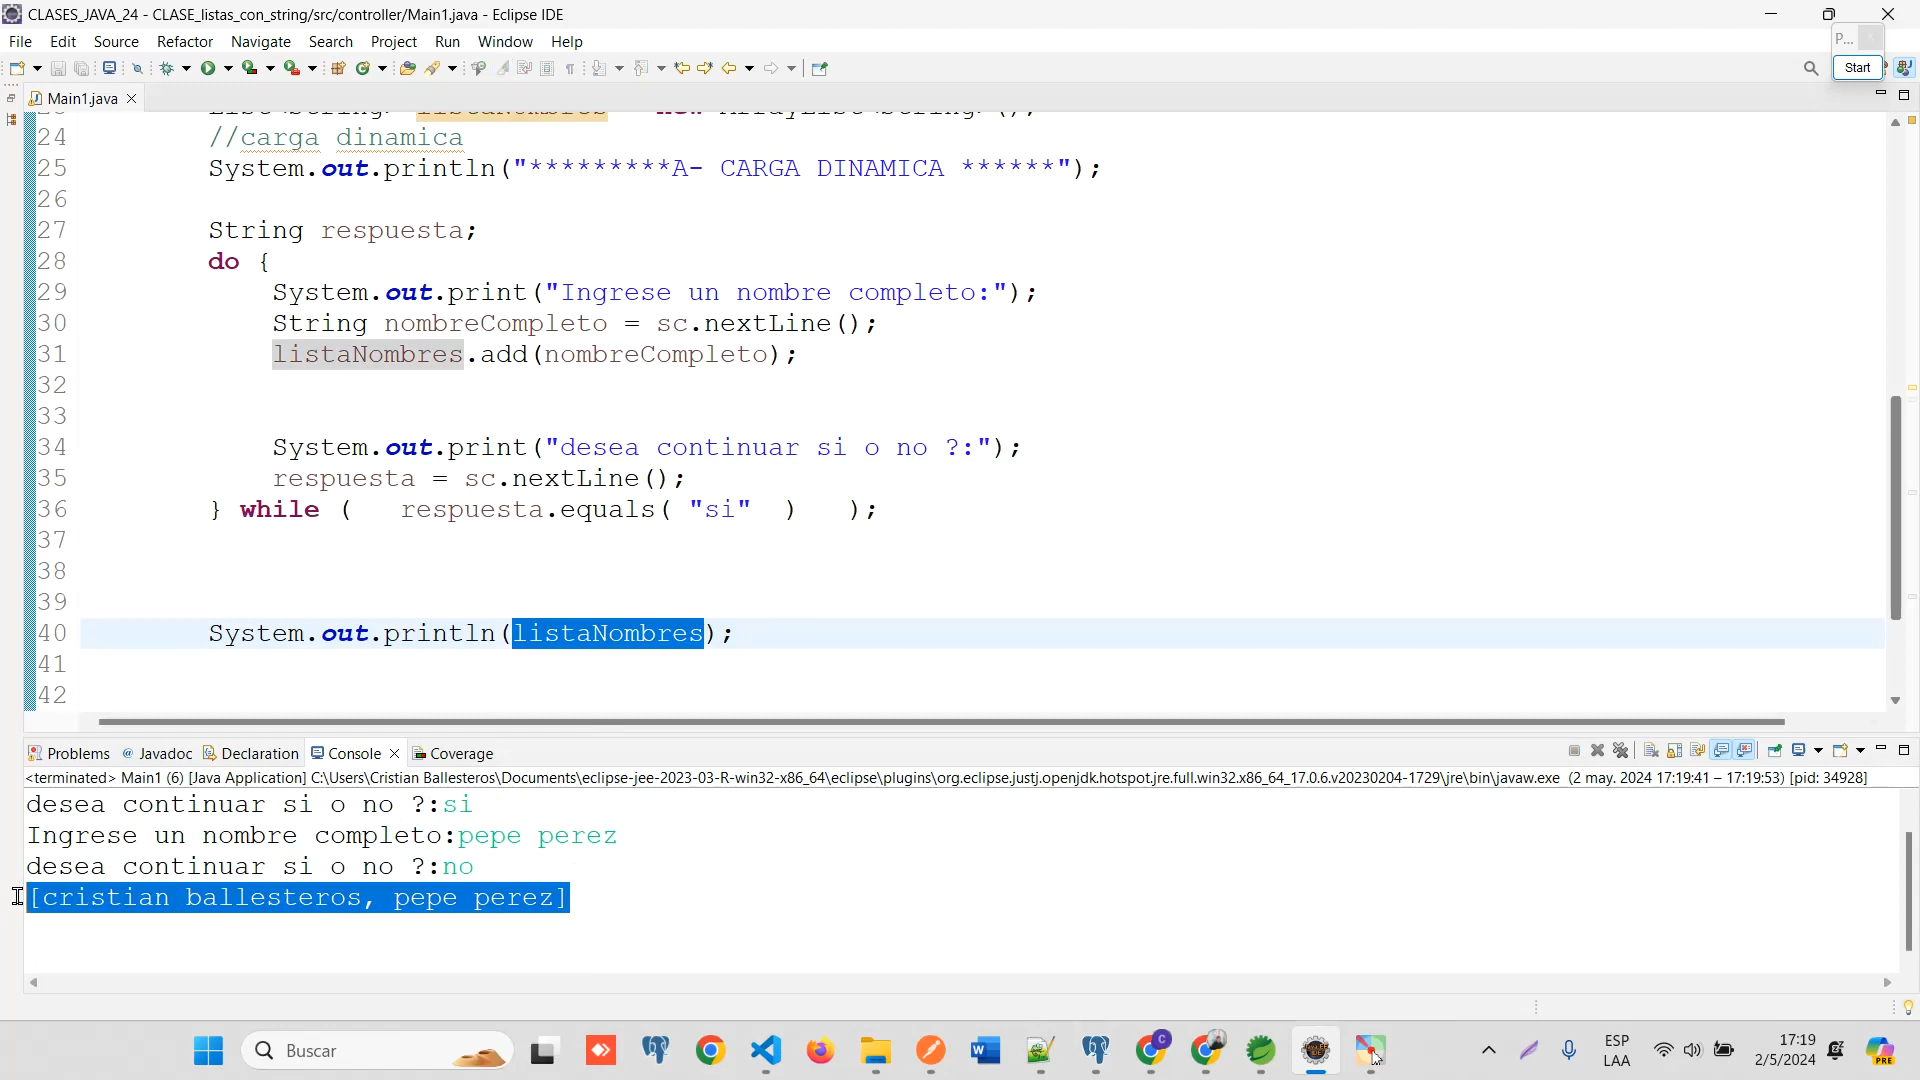 CLASES_JAVA_24 - CLASE_listas_con_string/src/controller/Main1.java - Eclipse IDE
File Edit Source Refactor Navigate Search Project Run Window Help
P...
Start
Main1.java
List<String> listaNombres = new ArrayList<String>();
24 //carga dinamica
25 System.out.println("*********A- CARGA DINAMICA ******");
26
27 String respuesta;
28 do {
29 System.out.print("Ingrese un nombre completo:");
30 String nombreCompleto = sc.nextLine();
31 listaNombres.add(nombreCompleto);
32
33
34 System.out.print("desea continuar si o no ?:");
35 respuesta = sc.nextLine();
36 } while (   respuesta.equals( "si"  )   );
37
38
39
40 System.out.println(listaNombres);
41
42
Problems @ Javadoc Declaration Console Coverage
<terminated> Main1 (6) [Java Application] C:\Users\Cristian Ballesteros\Documents\eclipse-jee-2023-03-R-win32-x86_64\eclipse\plugins\org.eclipse.justj.openjdk.hotspot.jre.full.win32.x86_64_17.0.6.v20230204-1729\jre\bin\javaw.exe (2 may. 2024 17:19:41 – 17:19:53) [pid: 34928]
desea continuar si o no ?:si
Ingrese un nombre completo:pepe perez
desea continuar si o no ?:no
[cristian ballesteros, pepe perez]
Buscar
ESP
LAA
17:19
2/5/2024
PRE